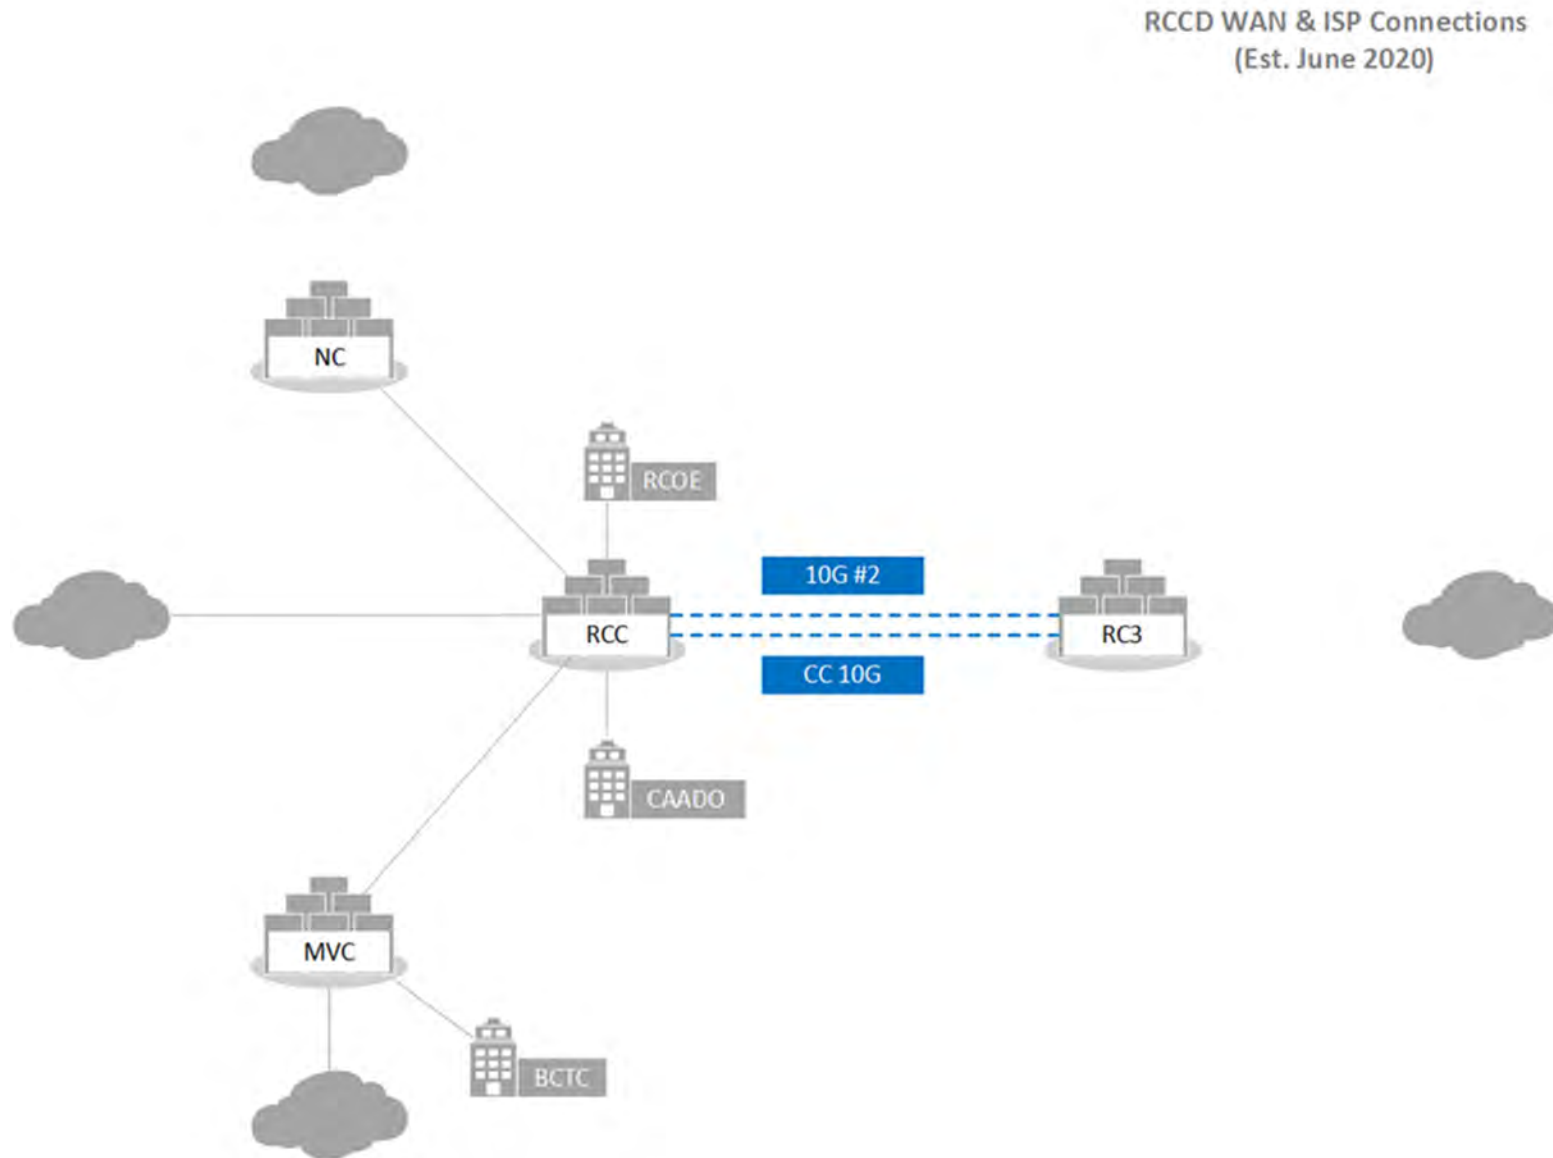 RCCD WAN & ISP Connections
(Est. June 2020)
NC
RCOE
10G #2
RCC
RC3
CC 10G
CAADO
MVC
BCTC